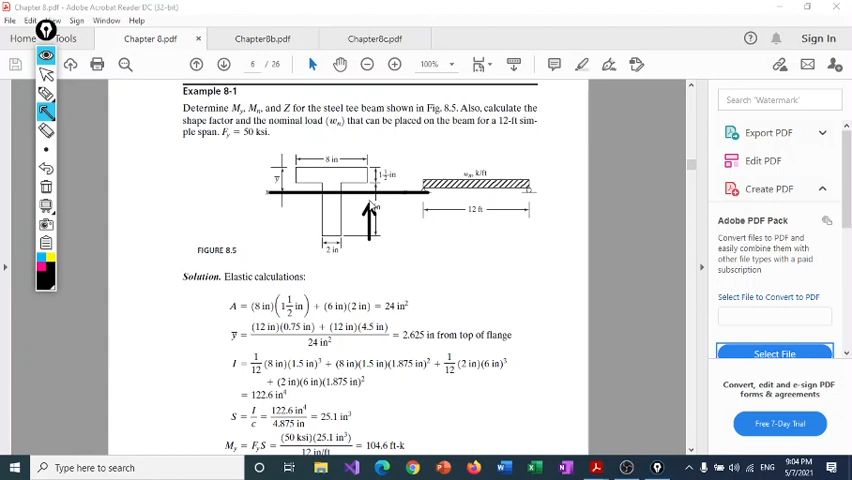 Chapter 8.pdf - Adobe Acrobat Reader DC (32-bit)
File Edit View Sign Window Help
Home Tools Chapter 8.pdf × Chapter8b.pdf Chapter8c.pdf Sign In
6 / 26 100%
Example 8-1
Determine My, Mn, and Z for the steel tee beam shown in Fig. 8.5. Also, calculate the
shape factor and the nominal load (wn) that can be placed on the beam for a 12-ft sim-
ple span. Fy = 50 ksi.
8 in
y̅
1 1/2 in
wn, k/ft
in
12 ft
2 in
FIGURE 8.5
Solution. Elastic calculations:
A = (8 in)(1 1/2 in) + (6 in)(2 in) = 24 in²
y̅ = (12 in)(0.75 in) + (12 in)(4.5 in) / 24 in² = 2.625 in from top of flange
I = 1/12 (8 in)(1.5 in)³ + (8 in)(1.5 in)(1.875 in)² + 1/12 (2 in)(6 in)³
+ (2 in)(6 in)(1.875 in)²
= 122.6 in⁴
S = I/c = 122.6 in⁴ / 4.875 in = 25.1 in³
My = FyS = (50 ksi)(25.1 in³) / 12 in/ft = 104.6 ft-k
Search 'Watermark'
Export PDF
Edit PDF
Create PDF
Adobe PDF Pack
Convert files to PDF and
easily combine them with
other file types with a paid
subscription
Select File to Convert to PDF
Select File
Convert, edit and e-sign PDF
forms & agreements
Free 7-Day Trial
Type here to search
ENG
9:04 PM
5/7/2021